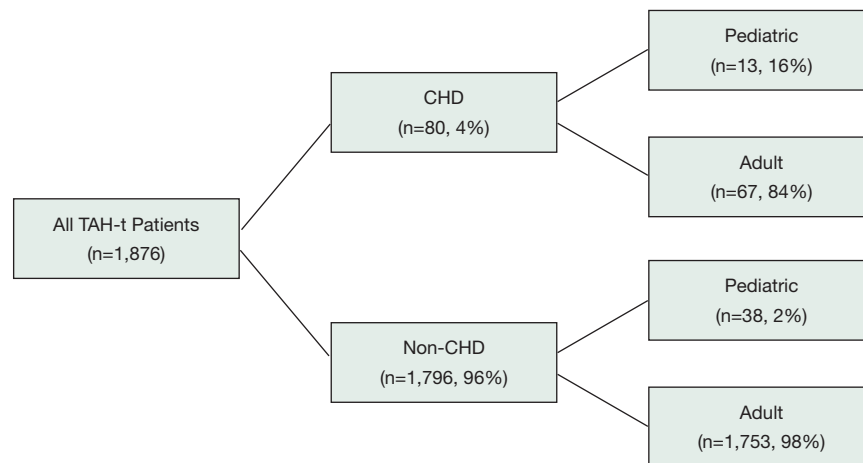 All TAH-t Patients
(n=1,876)
CHD
(n=80, 4%)
Pediatric
(n=13, 16%)
Adult
(n=67, 84%)
Non-CHD
(n=1,796, 96%)
Pediatric
(n=38, 2%)
Adult
(n=1,753, 98%)